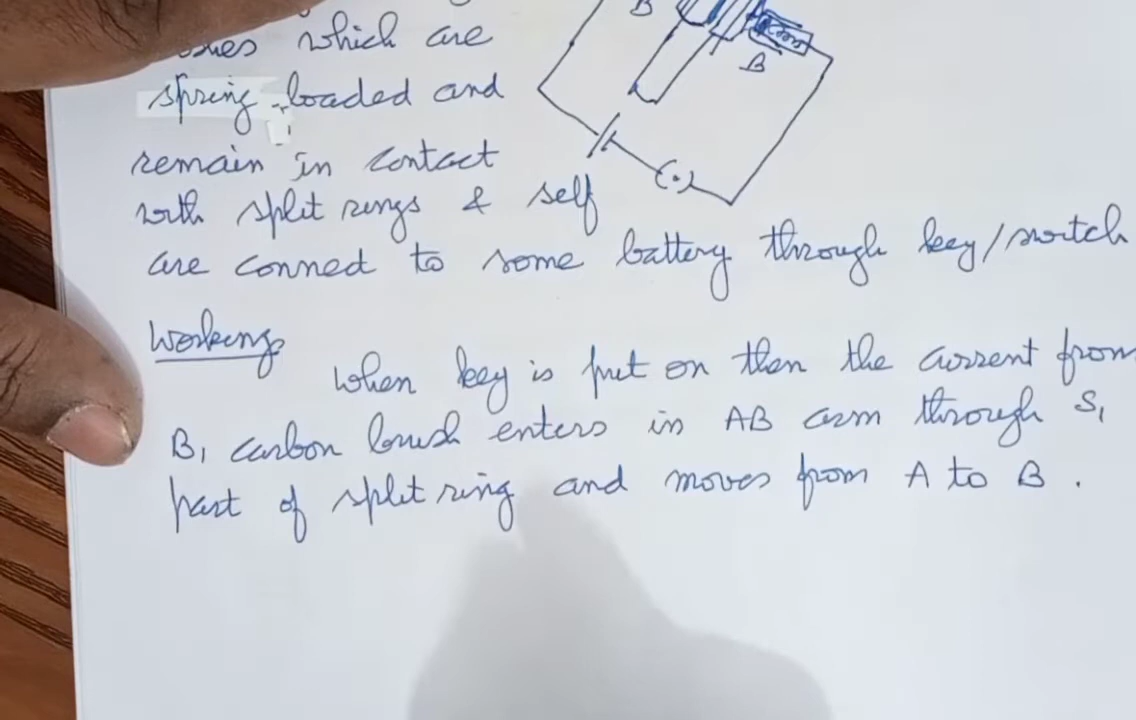 which are
B
B
spring loaded and
remain in contact
with split rings & self
are conned to some battery through key/switch
Working
When key is put on then the current from
B1 carbon brush enters in AB arm through S1
part of split ring and moves from A to B.